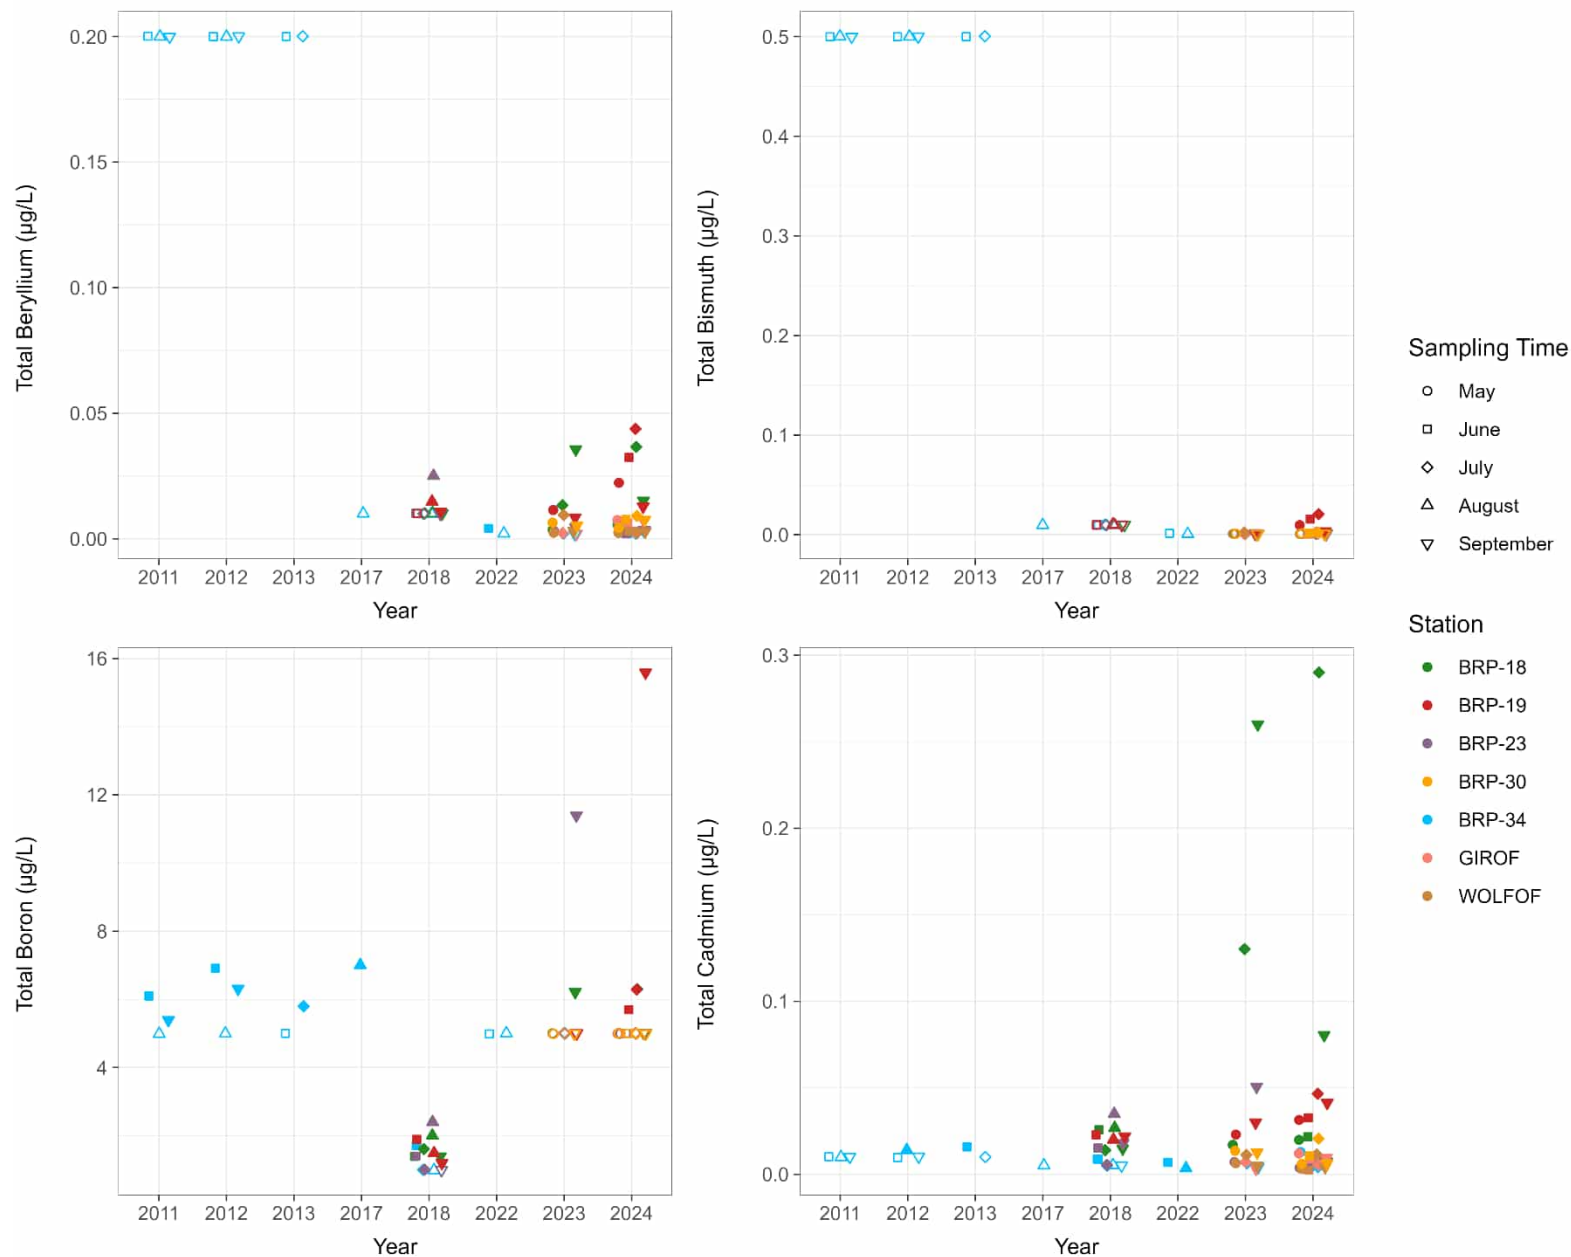 Total Beryllium (µg/L)
0.20
0.15
0.10
0.05
0.00
2011 2012 2013 2017 2018 2022 2023 2024
Year
Total Bismuth (µg/L)
0.5
0.4
0.3
0.2
0.1
0.0
2011 2012 2013 2017 2018 2022 2023 2024
Year
Total Boron (µg/L)
16
12
8
4
2011 2012 2013 2017 2018 2022 2023 2024
Year
Total Cadmium (µg/L)
0.3
0.2
0.1
0.0
2011 2012 2013 2017 2018 2022 2023 2024
Year
Sampling Time
May
June
July
August
September
Station
BRP-18
BRP-19
BRP-23
BRP-30
BRP-34
GIROF
WOLFOF